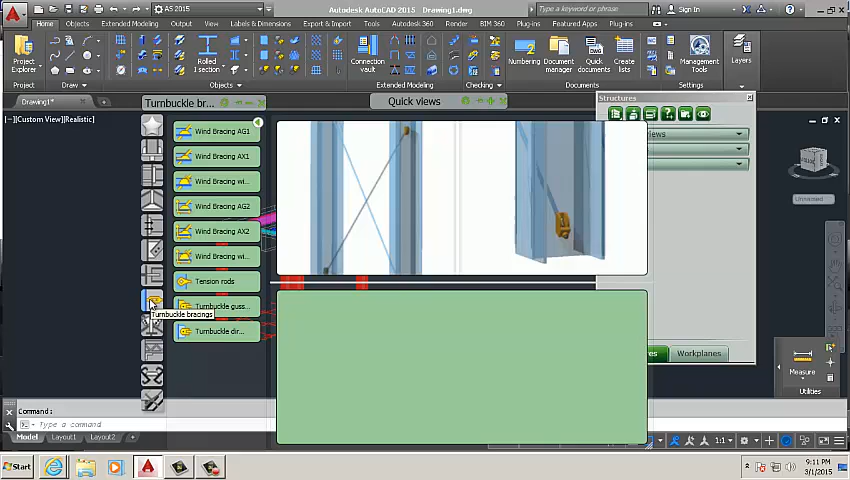 AS 2015
Autodesk AutoCAD 2015 Drawing1.dwg
Type a keyword or phrase
Sign In
Home Objects Extended Modeling Output View Labels & Dimensions Export & Import Tools Autodesk 360 Render BIM 360 Plug-ins Featured Apps Plug-ins
Project Explorer
Rolled I section
Connection vault
Numbering
Document manager
Quick documents
Create lists
Management Tools
Layers
Project Draw Objects Extended Modeling Checking Documents Settings
Drawing1*
Turnbuckle br...
Quick views
Structures
[−][Custom View][Realistic]
Wind Bracing AG1
Wind Bracing AX1
Wind Bracing wi...
Wind Bracing AG2
Wind Bracing AX2
Wind Bracing wi...
Tension rods
Turnbuckle guss...
Turnbuckle dir...
Turnbuckle bracings
iews
Unnamed
es
Workplanes
Measure
Utilities
Command:
Type a command
Model Layout1 Layout2 +
1:1
Start
9:11 PM
3/1/2015